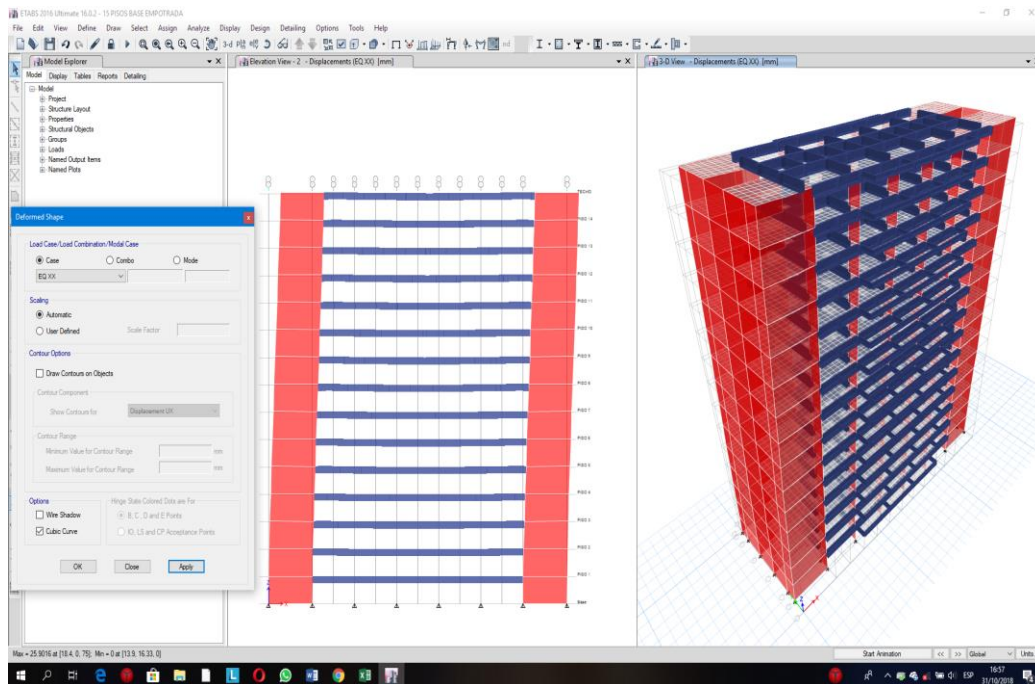 ETABS 2016 Ultimate 16.0.2 - 15 PISOS BASE EMPOTRADA
File Edit View Define Draw Select Assign Analyze Display Design Detailing Options Tools Help
3-d
Model Explorer
Model Display Tables Reports Detailing
Model
Project
Structure Layout
Properties
Structural Objects
Groups
Loads
Named Output Items
Named Plots
Elevation View - 2 - Displacements (EQ XX) [mm]
3-D View - Displacements (EQ XX) [mm]
TECHO
PISO 14
PISO 13
PISO 12
PISO 11
PISO 10
PISO 9
PISO 8
PISO 7
PISO 6
PISO 5
PISO 4
PISO 3
PISO 2
PISO 1
Base
X
Deformed Shape
Load Case/Load Combination/Modal Case
Case
Combo
Mode
EQ XX
Scaling
Automatic
User Defined
Scale Factor
Contour Options
Draw Contours on Objects
Contour Component
Show Contours for
Displacement UX
Contour Range
Minimum Value for Contour Range
mm
Maximum Value for Contour Range
mm
Options
Wire Shadow
Cubic Curve
Hinge State Colored Dots are For
B, C, D and E Points
IO, LS and CP Acceptance Points
OK
Close
Apply
Max = 25.9016 at [18.4, 0, 75]; Min = 0 at [13.9, 16.33, 0]
Start Animation
<<
>>
Global
Units
ESP
16:57
31/10/2018